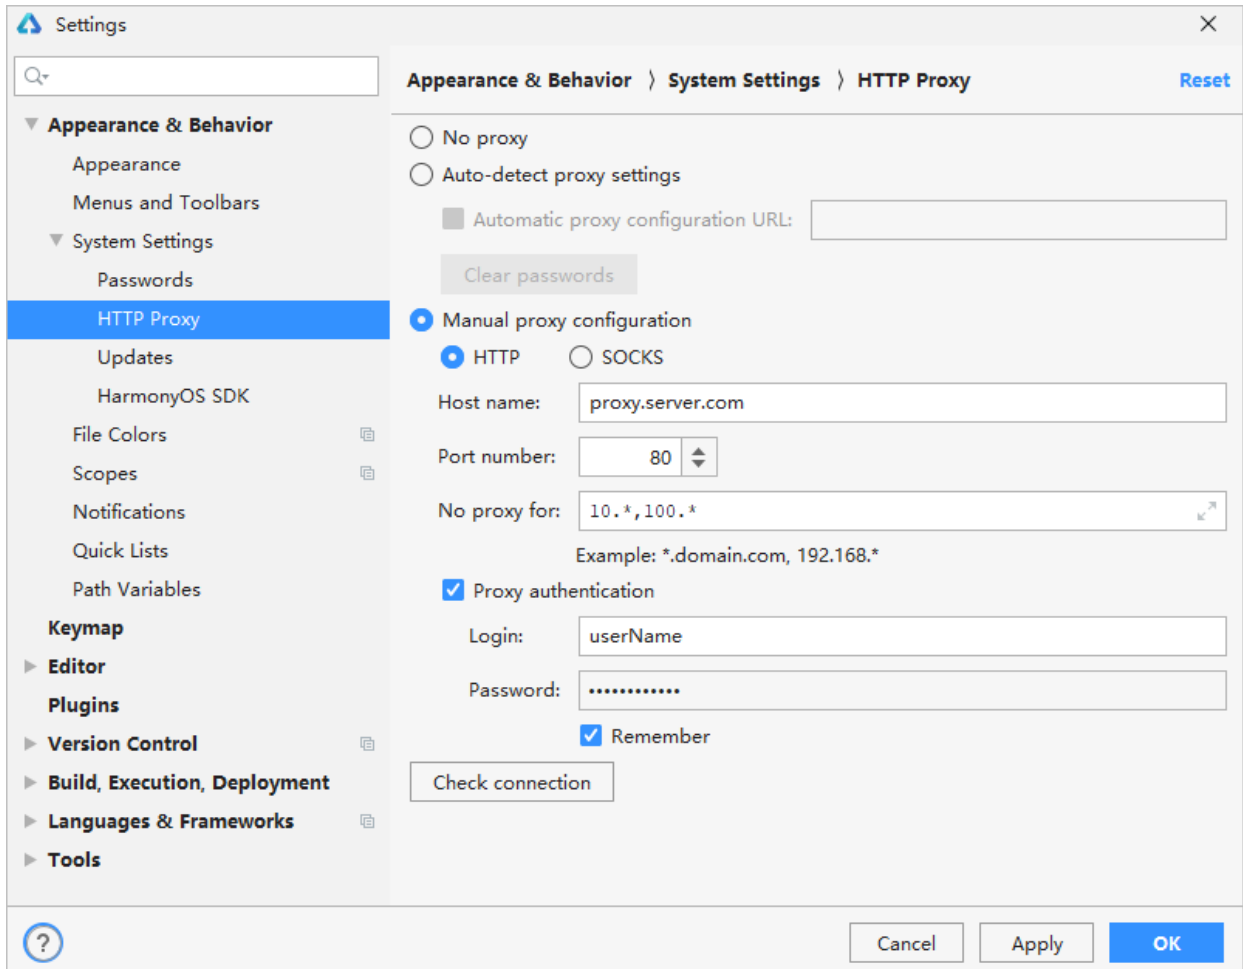 Settings
Appearance & Behavior 〉 System Settings 〉 HTTP Proxy
Reset
Appearance & Behavior
Appearance
Menus and Toolbars
System Settings
Passwords
HTTP Proxy
Updates
HarmonyOS SDK
File Colors
Scopes
Notifications
Quick Lists
Path Variables
Keymap
Editor
Plugins
Version Control
Build, Execution, Deployment
Languages & Frameworks
Tools
No proxy
Auto-detect proxy settings
Automatic proxy configuration URL:
Clear passwords
Manual proxy configuration
HTTP SOCKS
Host name: proxy.server.com
Port number: 80
No proxy for: 10.*,100.*
Example: *.domain.com, 192.168.*
Proxy authentication
Login: userName
Password: ••••••••••••
Remember
Check connection
? Cancel Apply OK